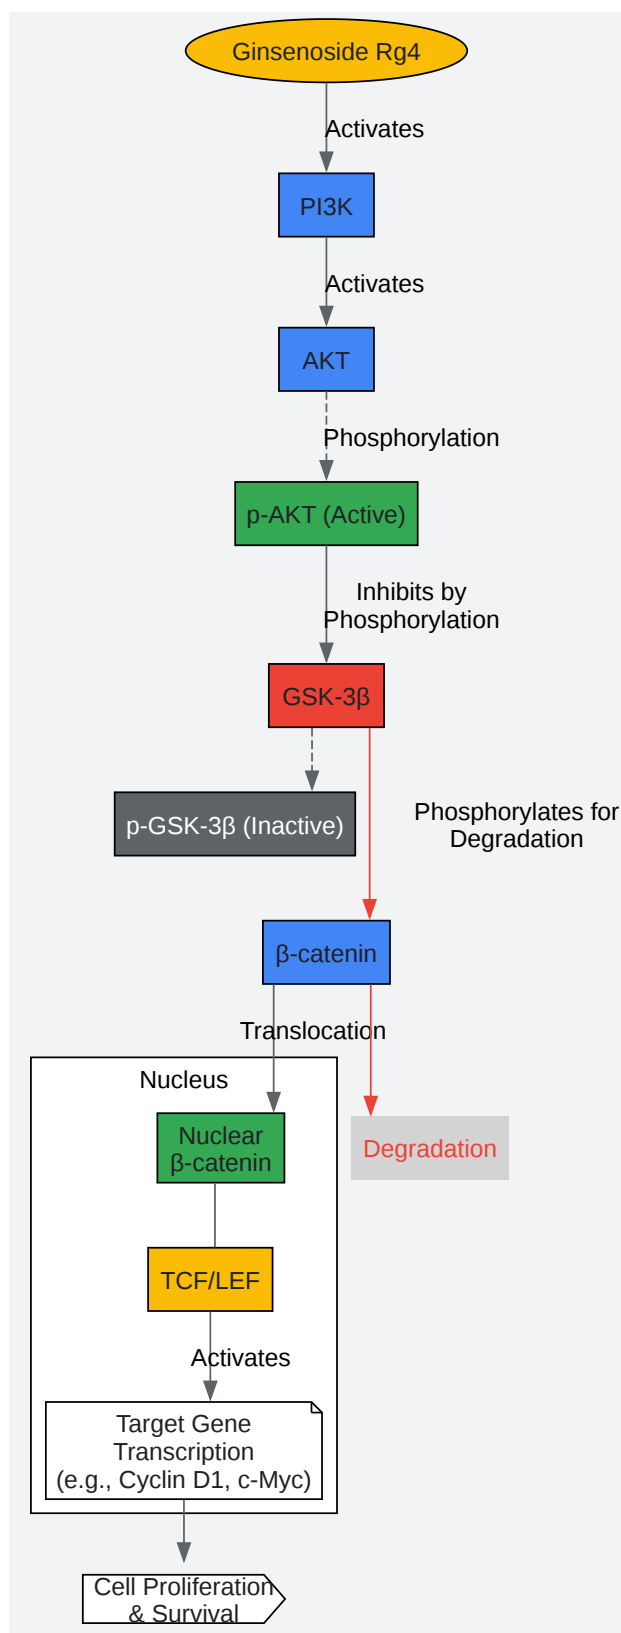 Ginsenoside Rg4
Activates
PI3K
Activates
AKT
Phosphorylation
p-AKT (Active)
Inhibits by
Phosphorylation
GSK-3β
p-GSK-3β (Inactive)
Phosphorylates for
Degradation
β-catenin
Translocation
Nucleus
Nuclear
β-catenin
Degradation
TCF/LEF
Activates
Target Gene
Transcription
(e.g., Cyclin D1, c-Myc)
Cell Proliferation
& Survival